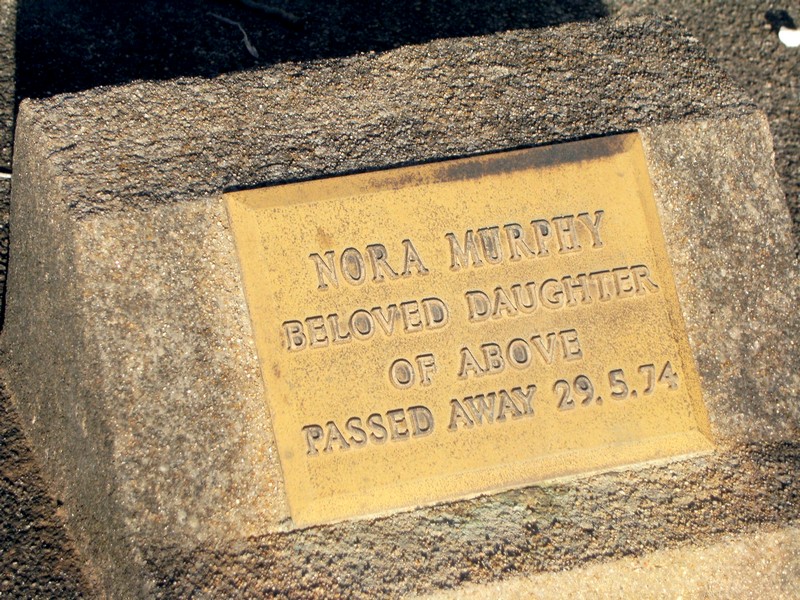 NORA MURPHY
BELOVED DAUGHTER
OF ABOVE
PASSED AWAY 29.5.74